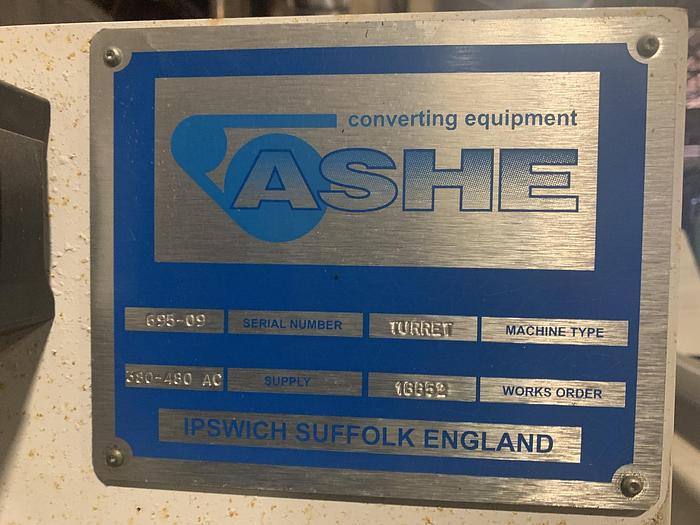 converting equipment
ASHE
695-09 SERIAL NUMBER TURRET MACHINE TYPE
380-480 AC SUPPLY WORKS ORDER
IPSWICH SUFFOLK ENGLAND